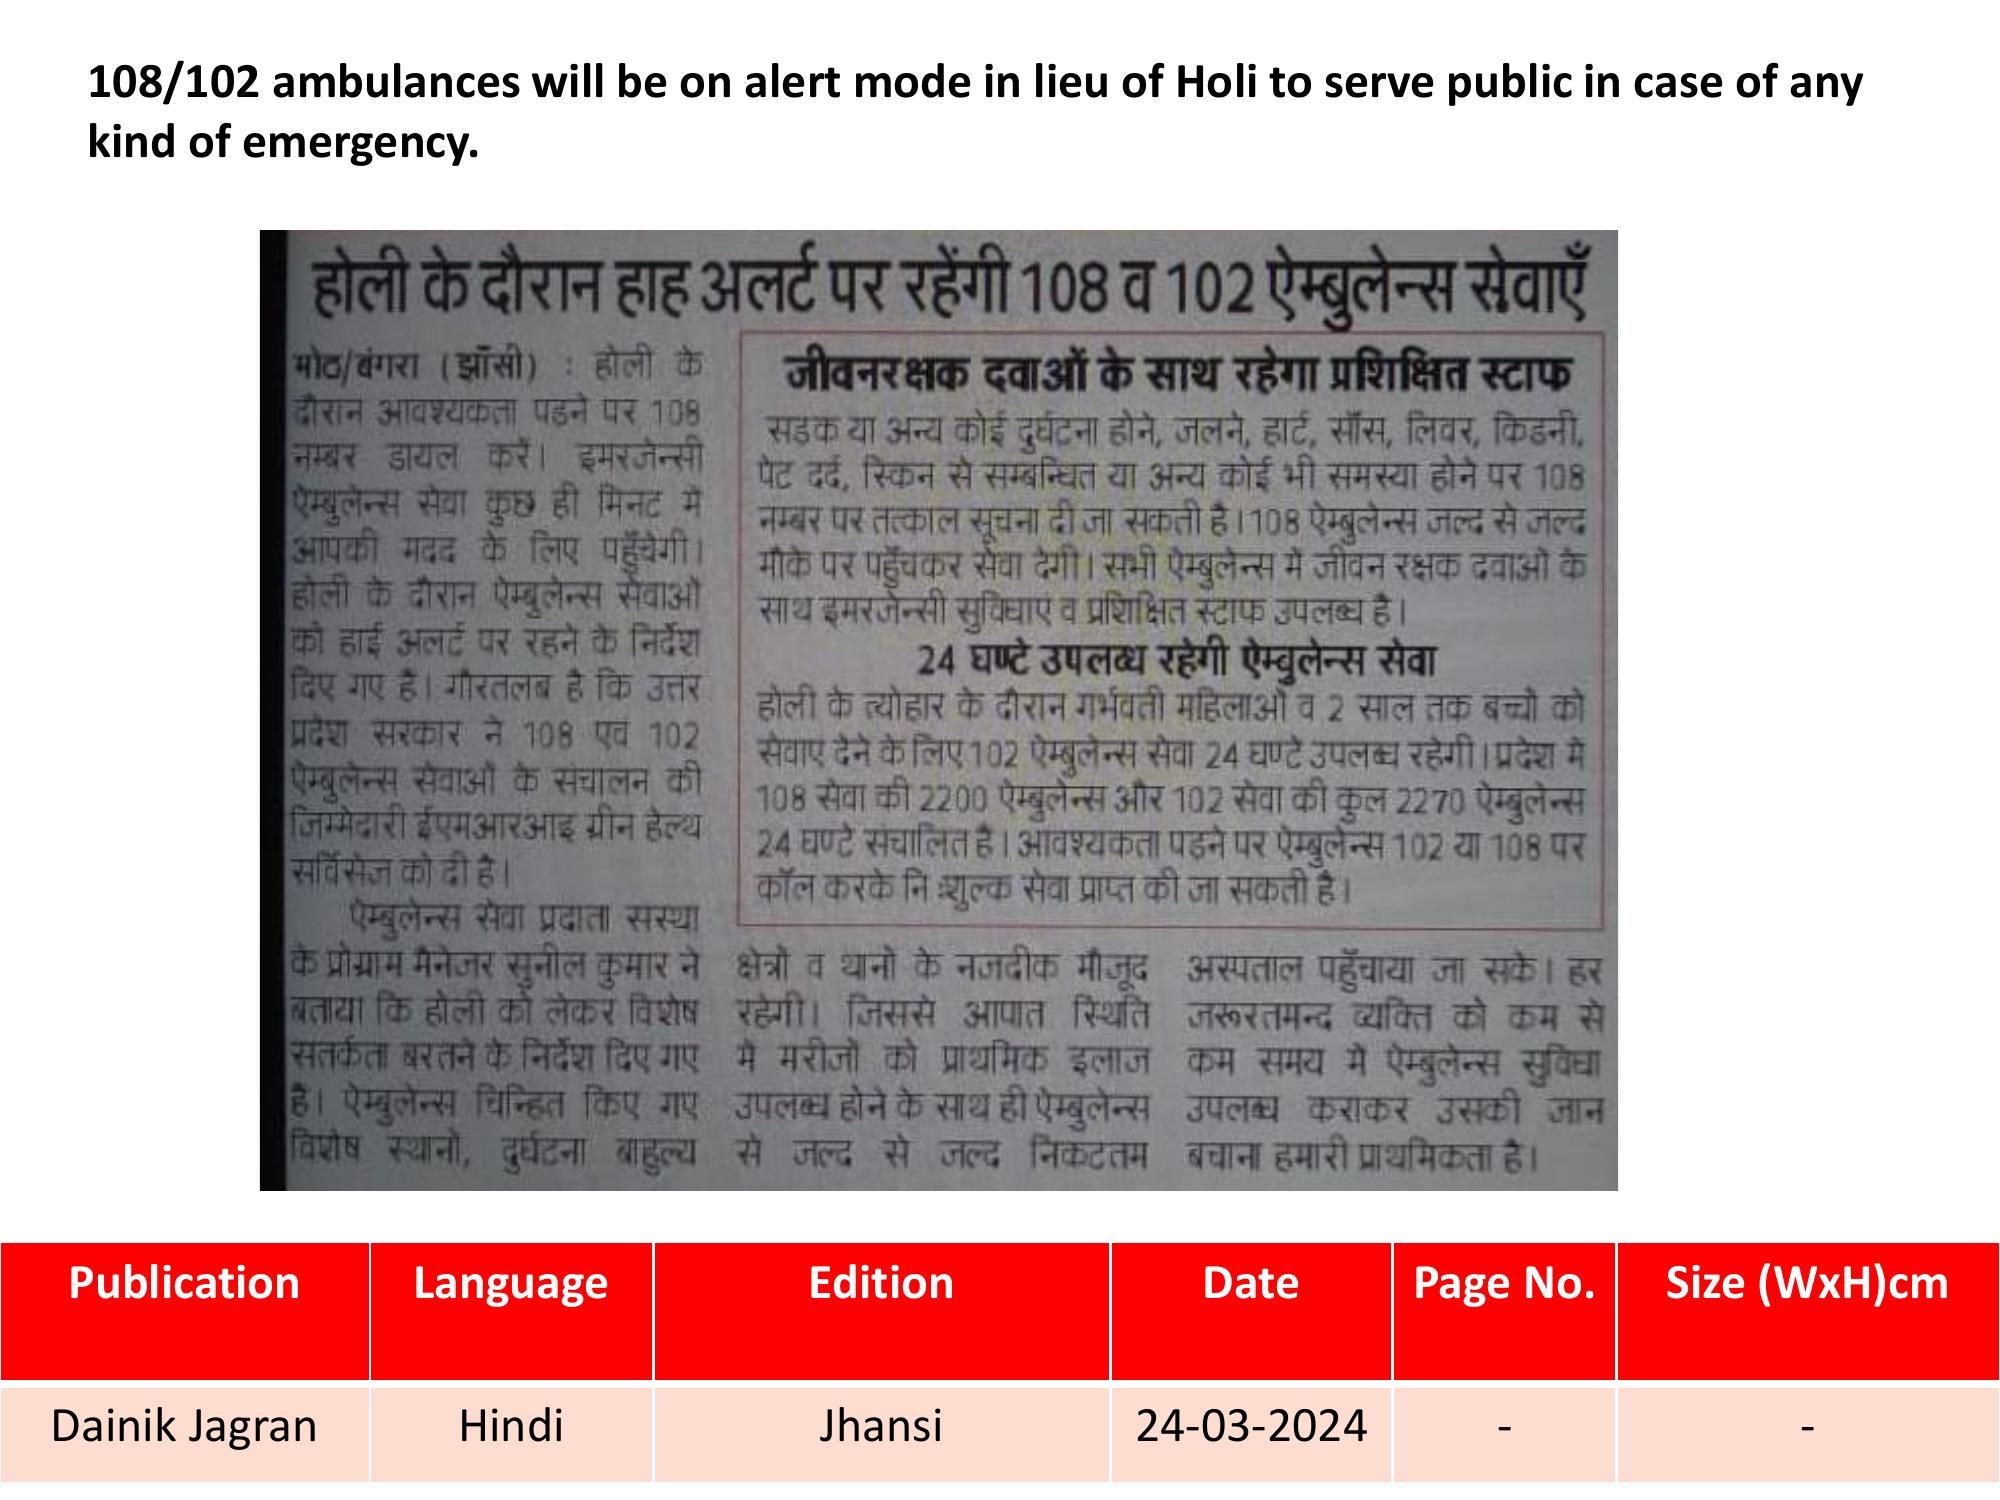 108/102 ambulances will be on alert mode in lieu of Holi to serve public in case of any
kind of emergency.
होली के दौरान हाह अलर्ट पर रहेंगी 108 व 102 ऐम्बुलेन्स सेवाएँ
मोठ/बंगरा (झाँसी) : होली के
दौरान आवश्यकता पडने पर 108
नम्बर डायल करें। इमरजेन्सी
ऐम्बुलेन्स सेवा कुछ ही मिनट में
आपकी मदद के लिए पहुँचेगी।
होली के दौरान ऐम्बुलेन्स सेवाओं
को हाई अलर्ट पर रहने के निर्देश
दिए गए हैं। गौरतलब है कि उत्तर
प्रदेश सरकार ने 108 एवं 102
ऐम्बुलेन्स सेवाओं के संचालन की
जिम्मेदारी ईएमआरआइ ग्रीन हेल्थ
सर्विसेज को दी है।
ऐम्बुलेन्स सेवा प्रदाता संस्था
के प्रोग्राम मैनेजर सुनील कुमार ने
बताया कि होली को लेकर विशेष
सतर्कता बरतने के निर्देश दिए गए
हैं। ऐम्बुलेन्स चिन्हित किए गए
विशेष स्थानों, दुर्घटना बाहुल्य
जीवनरक्षक दवाओं के साथ रहेगा प्रशिक्षित स्टाफ
सडक या अन्य कोई दुर्घटना होने, जलने, हार्ट, साँस, लिवर, किडनी,
पेट दर्द, स्किन से सम्बन्धित या अन्य कोई भी समस्या होने पर 108
नम्बर पर तत्काल सूचना दी जा सकती है। 108 ऐम्बुलेन्स जल्द से जल्द
मौके पर पहुँचकर सेवा देगी। सभी ऐम्बुलेन्स में जीवन रक्षक दवाओं के
साथ इमरजेन्सी सुविधाएं व प्रशिक्षित स्टाफ उपलब्ध है।
24 घण्टे उपलब्ध रहेगी ऐम्बुलेन्स सेवा
होली के त्योहार के दौरान गर्भवती महिलाओं व 2 साल तक बच्चों को
सेवाएं देने के लिए 102 ऐम्बुलेन्स सेवा 24 घण्टे उपलब्ध रहेगी। प्रदेश में
108 सेवा की 2200 ऐम्बुलेन्स और 102 सेवा की कुल 2270 ऐम्बुलेन्स
24 घण्टे संचालित हैं। आवश्यकता पडने पर ऐम्बुलेन्स 102 या 108 पर
कॉल करके नि:शुल्क सेवा प्राप्त की जा सकती है।
क्षेत्रों व थानों के नजदीक मौजूद
रहेंगी। जिससे आपात स्थिति
में मरीजों को प्राथमिक इलाज
उपलब्ध होने के साथ ही ऐम्बुलेन्स
से जल्द से जल्द निकटतम
अस्पताल पहुँचाया जा सके। हर
जरूरतमन्द व्यक्ति को कम से
कम समय में ऐम्बुलेन्स सुविधा
उपलब्ध कराकर उसकी जान
बचाना हमारी प्राथमिकता है।
Publication Language Edition Date Page No. Size (WxH)cm
Dainik Jagran Hindi Jhansi 24-03-2024 - -